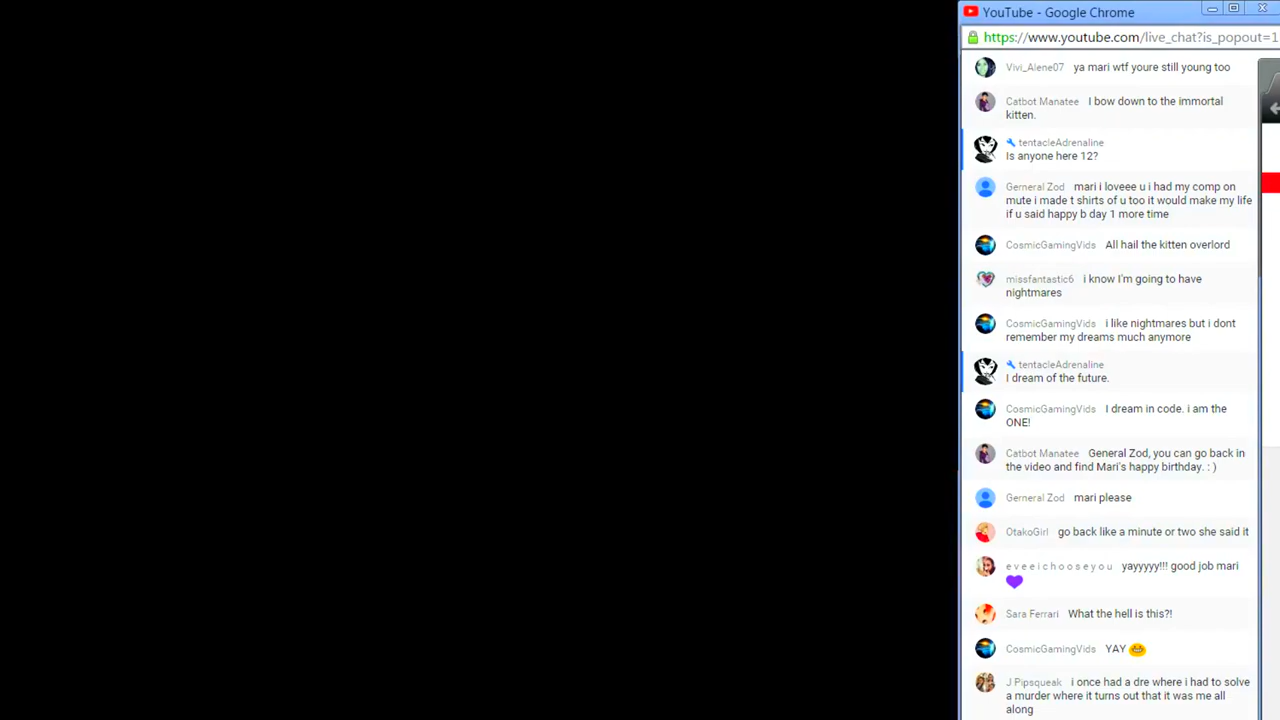 YouTube - Google Chrome
https://www.youtube.com/live_chat?is_popout=1
Vivi_Alene07 ya mari wtf youre still young too
Catbot Manatee I bow down to the immortal
kitten.
tentacleAdrenaline
Is anyone here 12?
Gerneral Zod mari i loveee u i had my comp on
mute i made t shirts of u too it would make my life
if u said happy b day 1 more time
CosmicGamingVids All hail the kitten overlord
missfantastic6 i know I'm going to have
nightmares
CosmicGamingVids i like nightmares but i dont
remember my dreams much anymore
tentacleAdrenaline
I dream of the future.
CosmicGamingVids I dream in code. i am the
ONE!
Catbot Manatee General Zod, you can go back in
the video and find Mari's happy birthday. : )
Gerneral Zod mari please
OtakoGirl go back like a minute or two she said it
e v e e i c h o o s e y o u yayyyyy!!! good job mari
Sara Ferrari What the hell is this?!
CosmicGamingVids YAY
J Pipsqueak i once had a dre where i had to solve
a murder where it turns out that it was me all
along